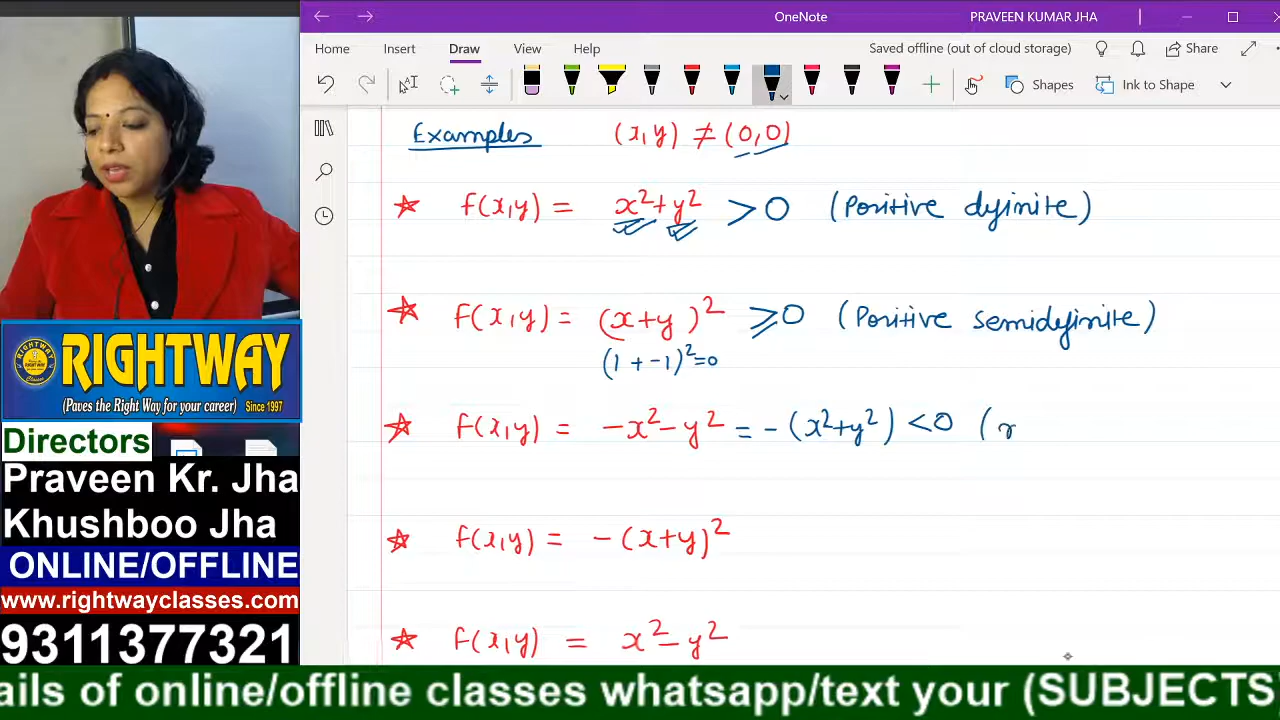 OneNote
PRAVEEN KUMAR JHA
Home Insert Draw View Help
Saved offline (out of cloud storage)
Share
Shapes
Ink to Shape
Examples (x,y) ≠ (0,0)
f(x,y) = x²+y² >0 (Positive definite)
f(x,y) = (x+y)² ≥0 (Positive semidefinite)
(1 + -1)²=0
f(x,y) = -x²-y² = -(x²+y²) <0 (n
f(x,y) = -(x+y)²
f(x,y) = x²-y²
RIGHTWAY
(Paves the Right Way for your career) Since 1997
Directors
Praveen Kr. Jha
Khushboo Jha
ONLINE/OFFLINE
www.rightwayclasses.com
9311377321
ails of online/offline classes whatsapp/text your (SUBJECTS